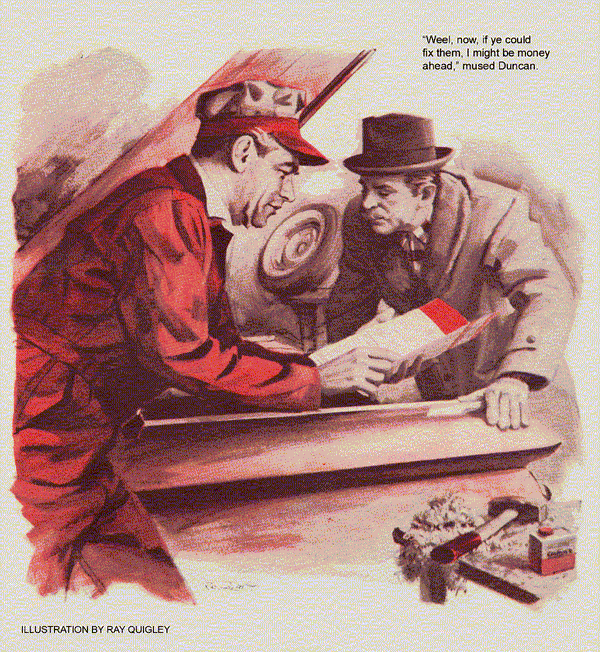 “Weel, now, if ye could
fix them, I might be money
ahead,” mused Duncan.
ILLUSTRATION BY RAY QUIGLEY